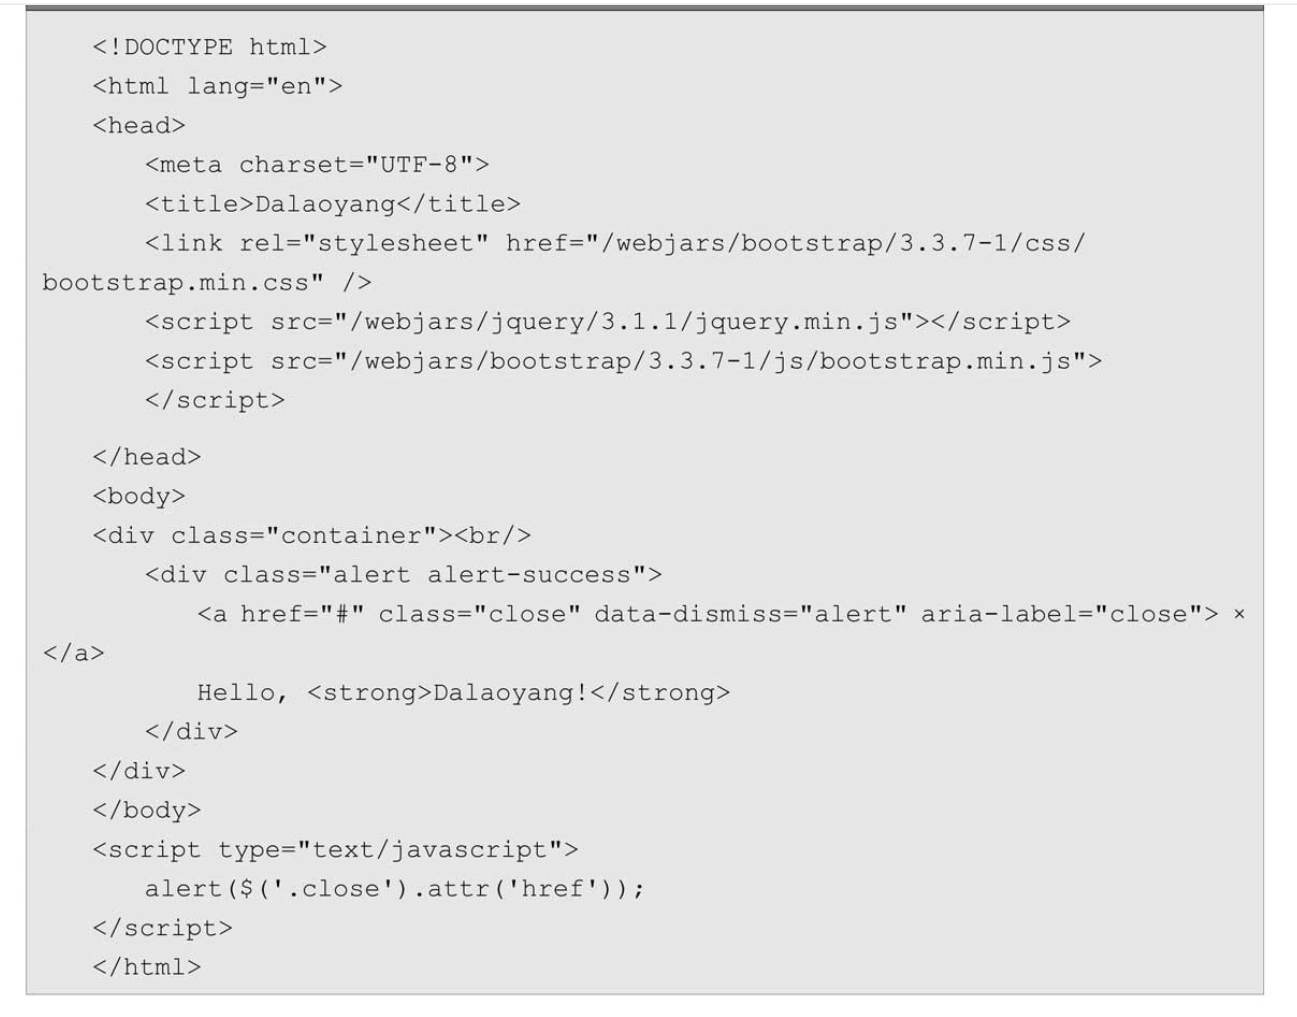 <!DOCTYPE html>
<html lang="en">
<head>
<meta charset="UTF-8">
<title>Dalaoyang</title>
<link rel="stylesheet" href="/webjars/bootstrap/3.3.7-1/css/
bootstrap.min.css" />
<script src="/webjars/jquery/3.1.1/jquery.min.js"></script>
<script src="/webjars/bootstrap/3.3.7-1/js/bootstrap.min.js">
</script>
</head>
<body>
<div class="container"><br/>
<div class="alert alert-success">
<a href="#" class="close" data-dismiss="alert" aria-label="close"> ×
</a>
Hello, <strong>Dalaoyang!</strong>
</div>
</div>
</body>
<script type="text/javascript">
alert($('.close').attr('href'));
</script>
</html>